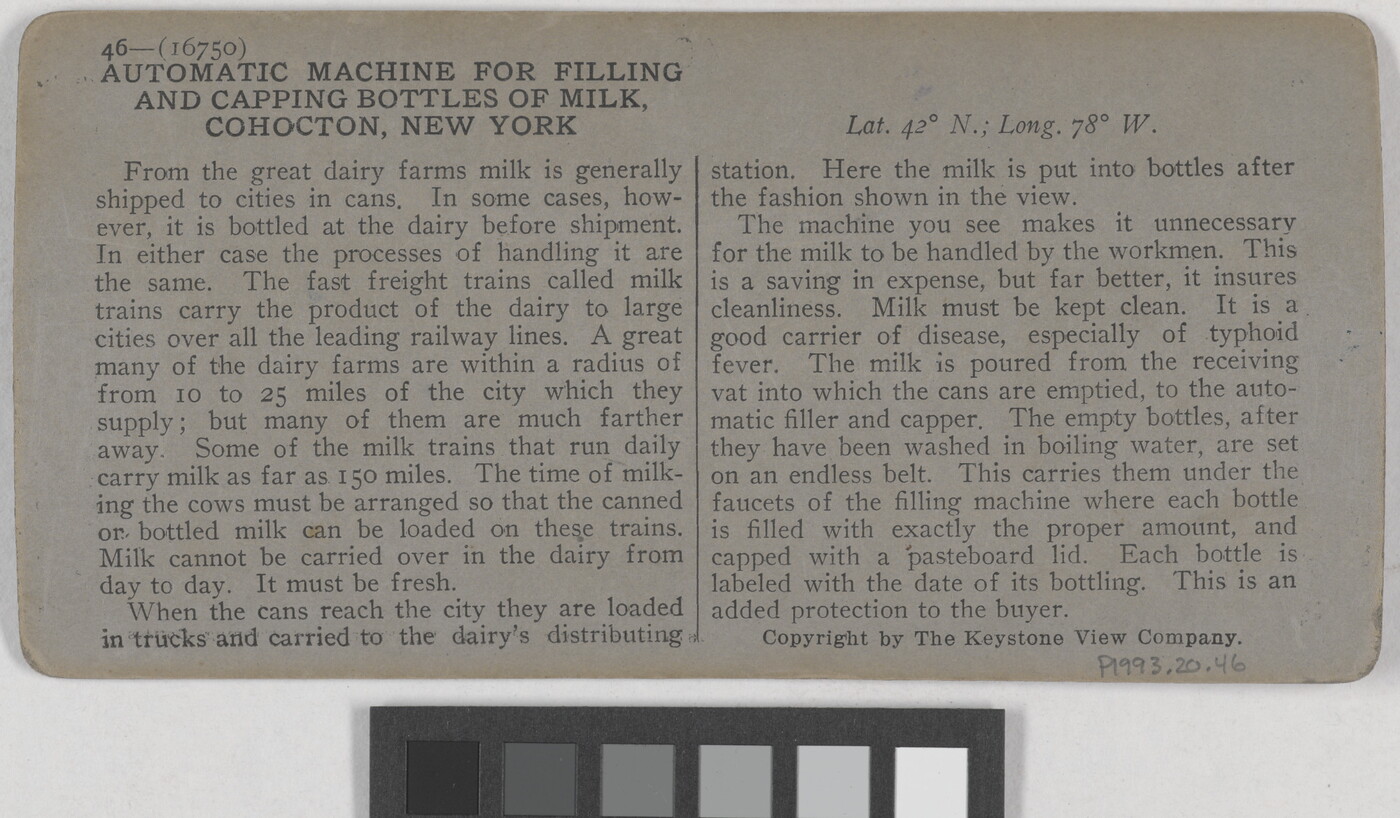 46—(16750)
AUTOMATIC MACHINE FOR FILLING
AND CAPPING BOTTLES OF MILK,
COHOCTON, NEW YORK
Lat. 42° N.; Long. 78° W.
From the great dairy farms milk is generally
shipped to cities in cans. In some cases, how-
ever, it is bottled at the dairy before shipment.
In either case the processes of handling it are
the same. The fast freight trains called milk
trains carry the product of the dairy to large
cities over all the leading railway lines. A great
many of the dairy farms are within a radius of
from 10 to 25 miles of the city which they
supply; but many of them are much farther
away. Some of the milk trains that run daily
carry milk as far as 150 miles. The time of milk-
ing the cows must be arranged so that the canned
or bottled milk can be loaded on these trains.
Milk cannot be carried over in the dairy from
day to day. It must be fresh.
When the cans reach the city they are loaded
in trucks and carried to the dairy's distributing
station. Here the milk is put into bottles after
the fashion shown in the view.
The machine you see makes it unnecessary
for the milk to be handled by the workmen. This
is a saving in expense, but far better, it insures
cleanliness. Milk must be kept clean. It is a
good carrier of disease, especially of typhoid
fever. The milk is poured from the receiving
vat into which the cans are emptied, to the auto-
matic filler and capper. The empty bottles, after
they have been washed in boiling water, are set
on an endless belt. This carries them under the
faucets of the filling machine where each bottle
is filled with exactly the proper amount, and
capped with a pasteboard lid. Each bottle is
labeled with the date of its bottling. This is an
added protection to the buyer.
Copyright by The Keystone View Company.
P1993.20.46